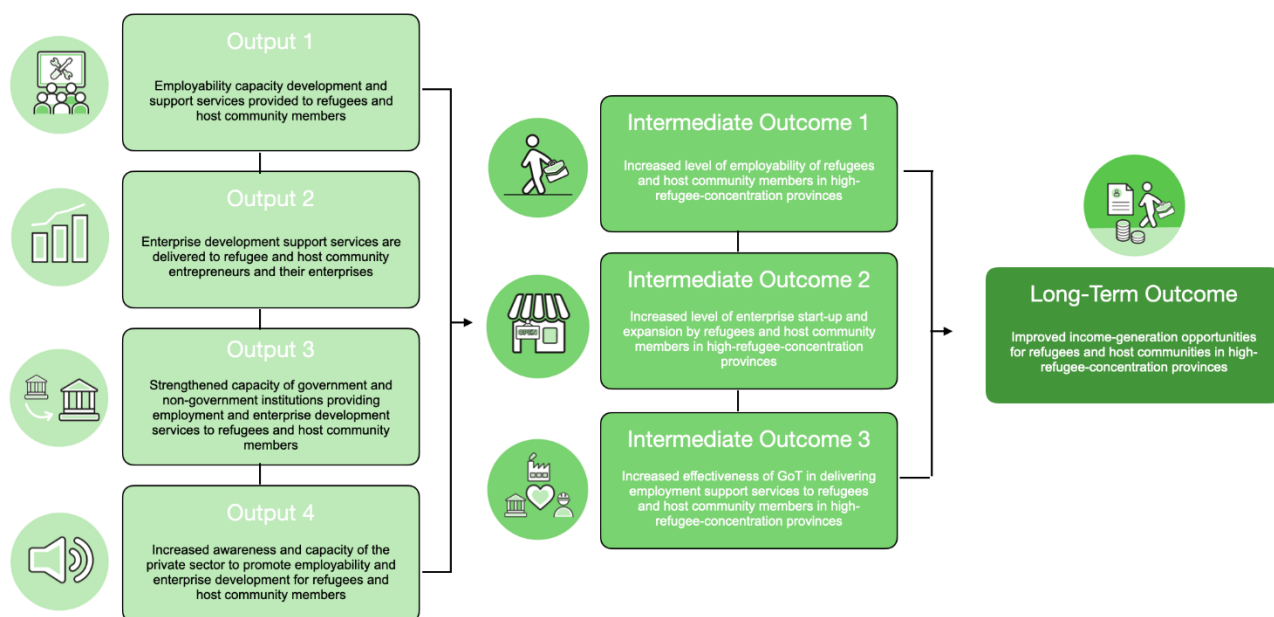 Output 1
Employability capacity development and
support services provided to refugees and
host community members
Output 2
Enterprise development support services are
delivered to refugee and host community
entrepreneurs and their enterprises
Output 3
Strengthened capacity of government and
non-government institutions providing
employment and enterprise development
services to refugees and host community
members
Output 4
Increased awareness and capacity of the
private sector to promote employability and
enterprise development for refugees and
host community members
Intermediate Outcome 1
Increased level of employability of refugees
and host community members in high-
refugee-concentration provinces
OPEN
Intermediate Outcome 2
Increased level of enterprise start-up and
expansion by refugees and host community
members in high-refugee-concentration
provinces
Intermediate Outcome 3
Increased effectiveness of GoT in delivering
employment support services to refugees
and host community members in high-
refugee-concentration provinces
Long-Term Outcome
Improved income-generation opportunities
for refugees and host communities in high-
refugee-concentration provinces